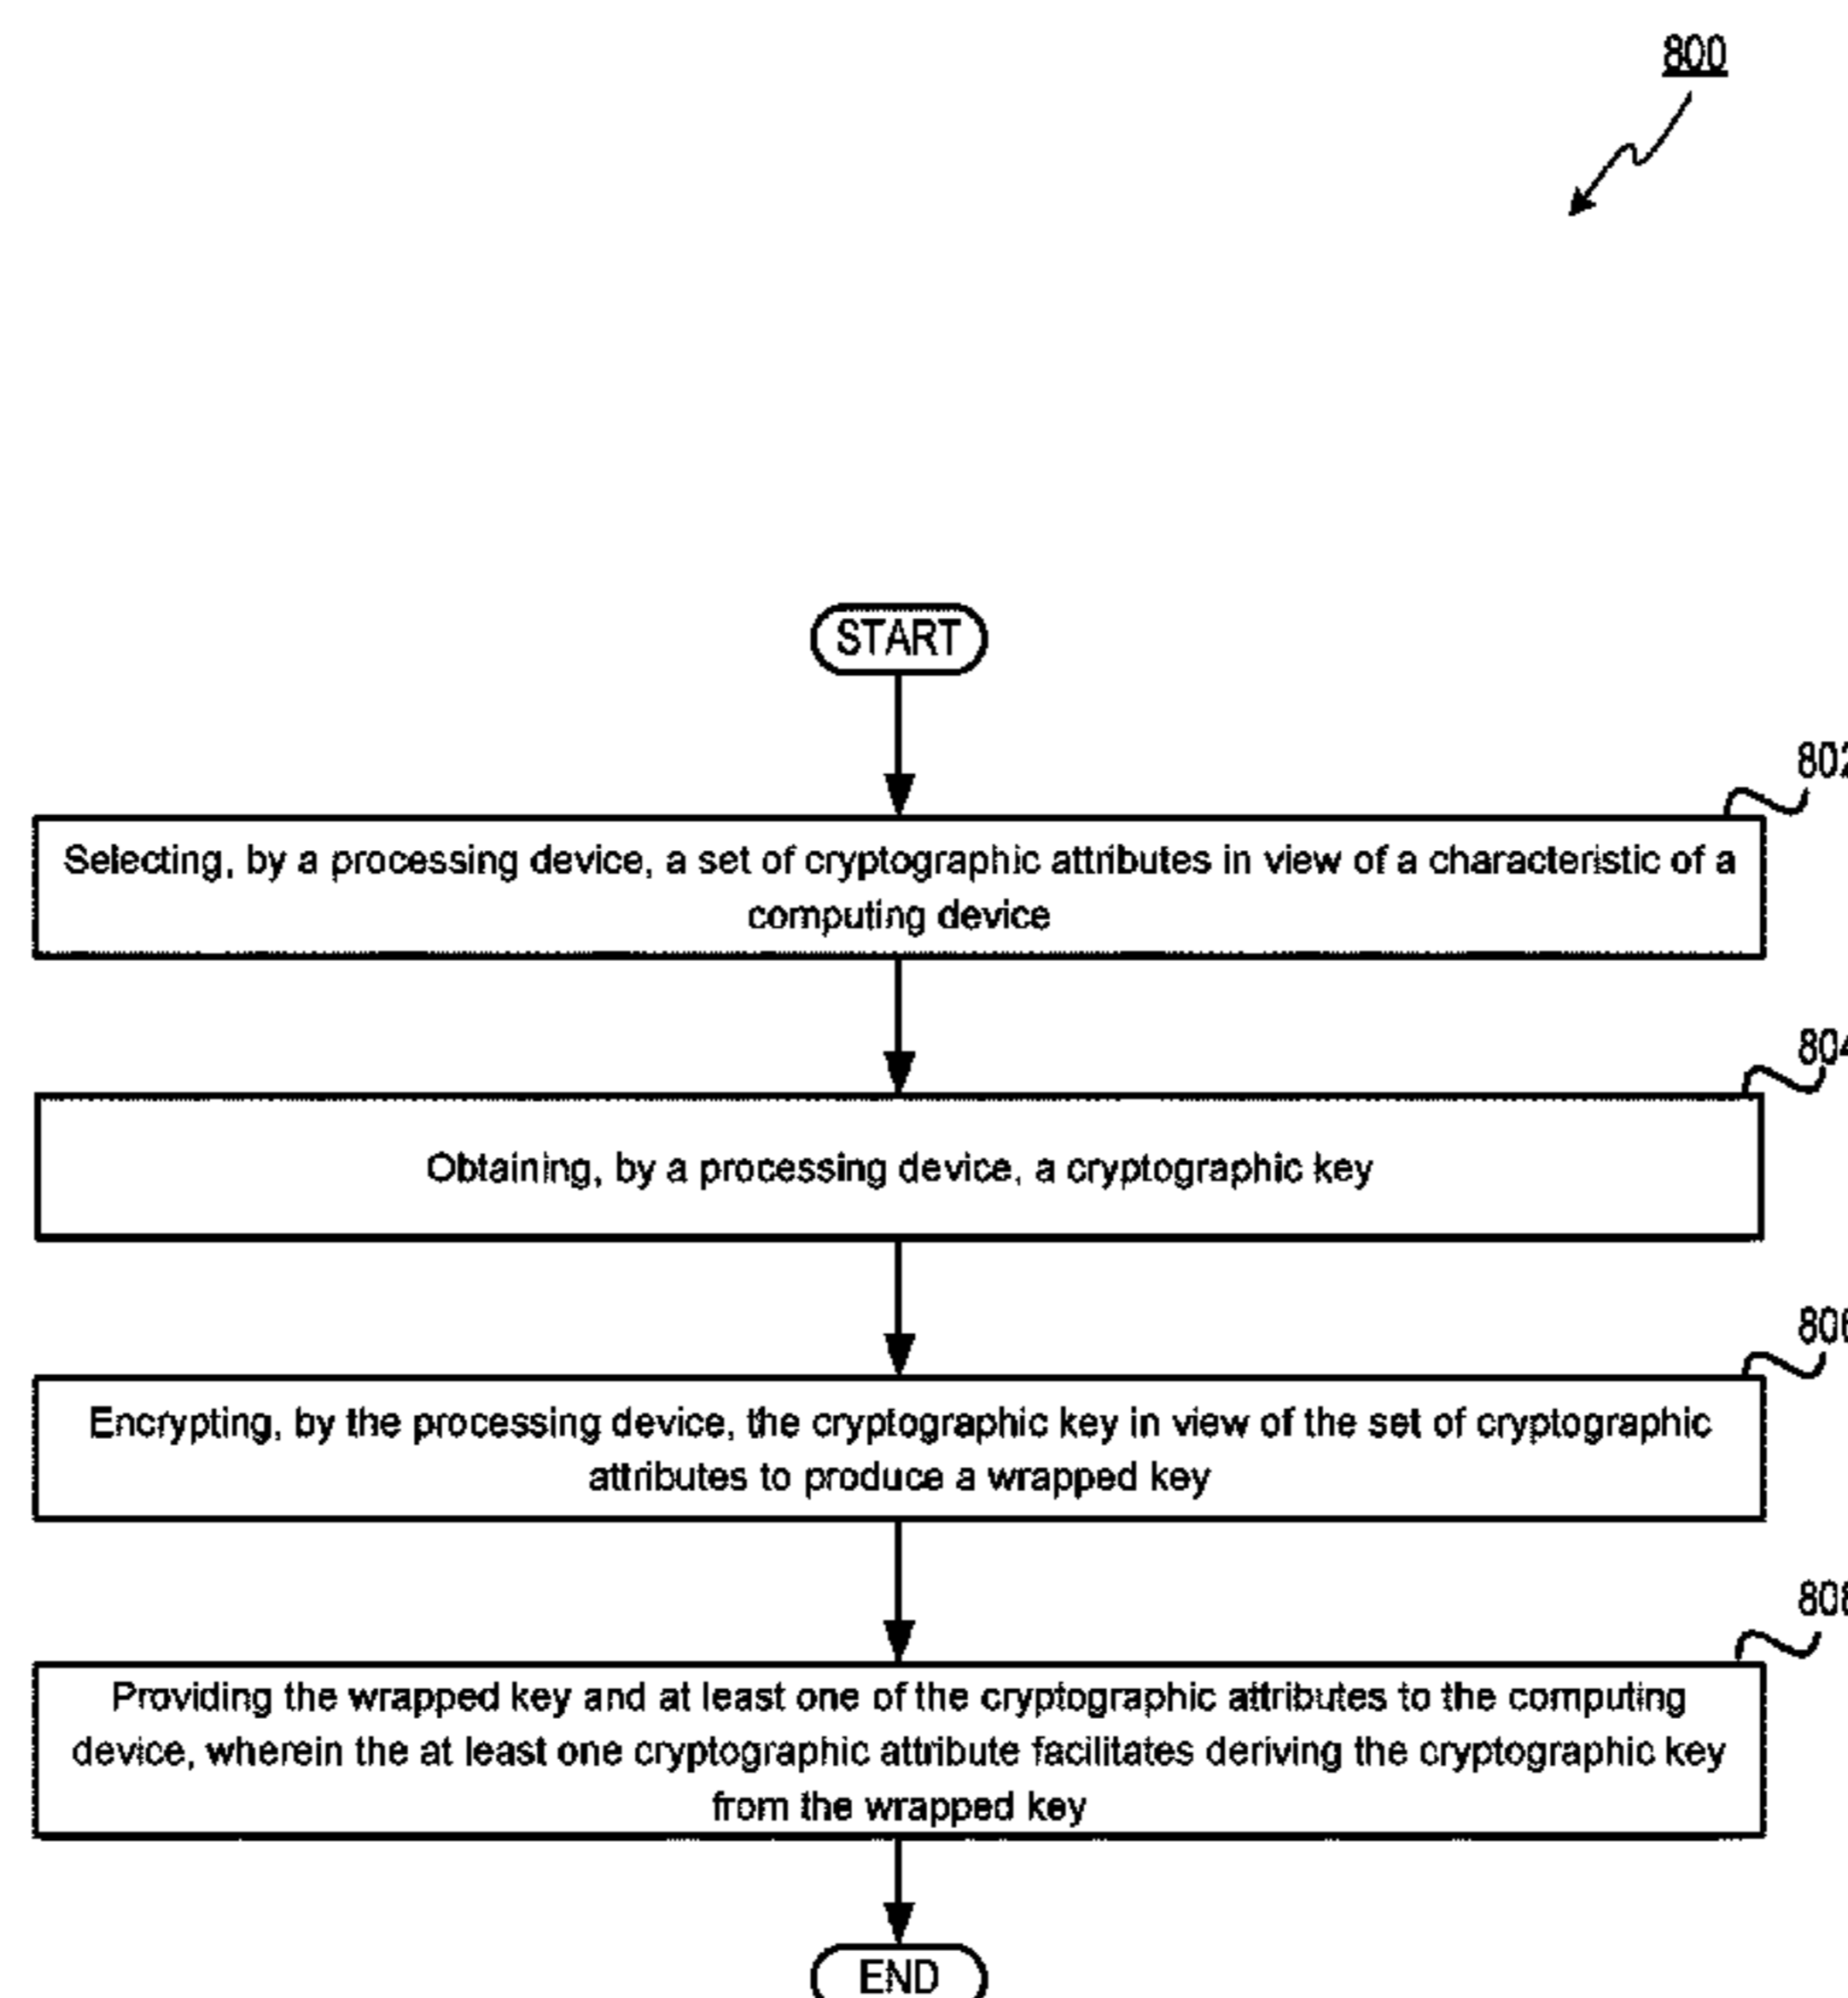 800
START
802
Selecting, by a processing device, a set of cryptographic attributes in view of a characteristic of a
computing device
804
Obtaining, by a processing device, a cryptographic key
806
Encrypting, by the processing device, the cryptographic key in view of the set of cryptographic
attributes to produce a wrapped key
808
Providing the wrapped key and at least one of the cryptographic attributes to the computing
device, wherein the at least one cryptographic attribute facilitates deriving the cryptographic key
from the wrapped key
END